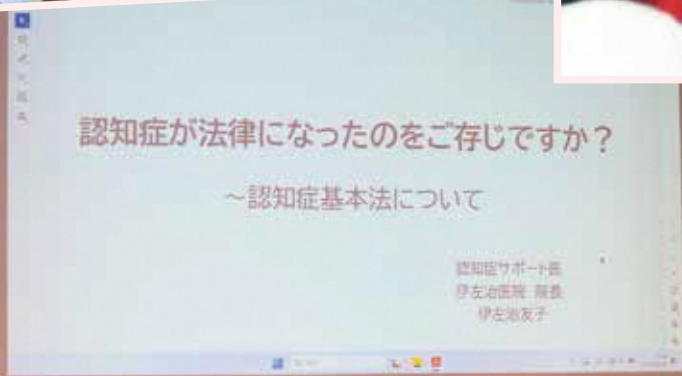 認知症が法律になったのをご存じですか？
～認知症基本法について
認知症サポート医
伊左治医院 院長
伊左治友子